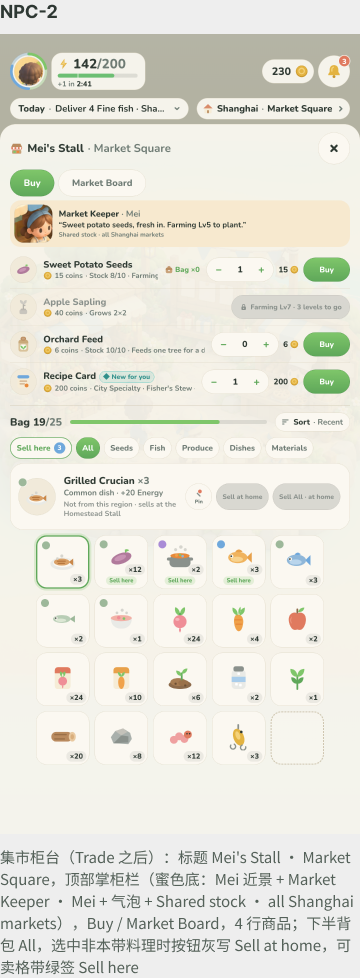 NPC-2
142/200
+1 in 2:41
230
3
Today · Deliver 4 Fine fish · Sha...
Shanghai · Market Square
Mei's Stall · Market Square
Buy
Market Board
Market Keeper · Mei
“Sweet potato seeds, fresh in. Farming Lv5 to plant.”
Shared stock · all Shanghai markets
Sweet Potato Seeds
15 coins · Stock 8/10 · Farming
Bag ×0
− 1 +
15
Buy
Apple Sapling
40 coins · Grows 2×2
Farming Lv7 · 3 levels to go
Orchard Feed
6 coins · Stock 10/10 · Feeds one tree for a d
− 0 +
6
Buy
Recipe Card
New for you
200 coins · City Specialty · Fisher's Stew
− 1 +
200
Buy
Bag 19/25
Sort · Recent
Sell here 3
All
Seeds
Fish
Produce
Dishes
Materials
Grilled Crucian ×3
Common dish · +20 Energy
Not from this region · sells at the
Homestead Stall
Pin
Sell at home
Sell All · at home
×3
×12
Sell here
×2
Sell here
×3
Sell here
×3
×2
×1
×24
×4
×2
×24
×10
×6
×2
×1
×20
×8
×12
×3
集市柜台（Trade 之后）：标题 Mei's Stall · Market
Square，顶部掌柜栏（蜜色底：Mei 近景 + Market
Keeper · Mei + 气泡 + Shared stock · all Shanghai
markets），Buy / Market Board，4 行商品；下半背
包 All，选中非本带料理时按钮灰写 Sell at home，可
卖格带绿签 Sell here